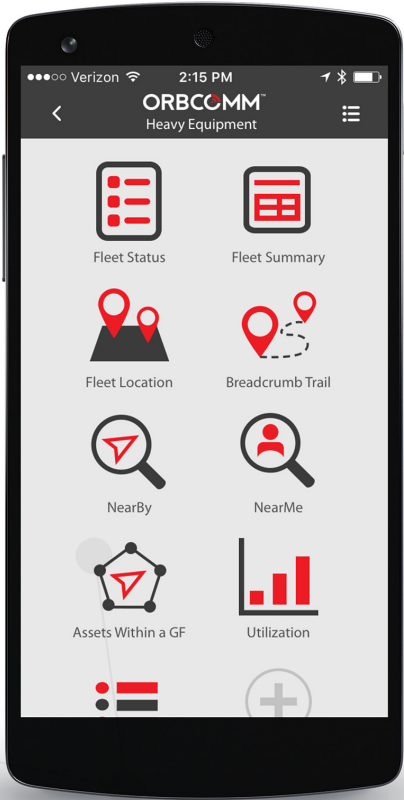 Verizon 2:15 PM
ORBCOMM™
Heavy Equipment
Fleet Status Fleet Summary
Fleet Location Breadcrumb Trail
NearBy NearMe
Assets Within a GF Utilization